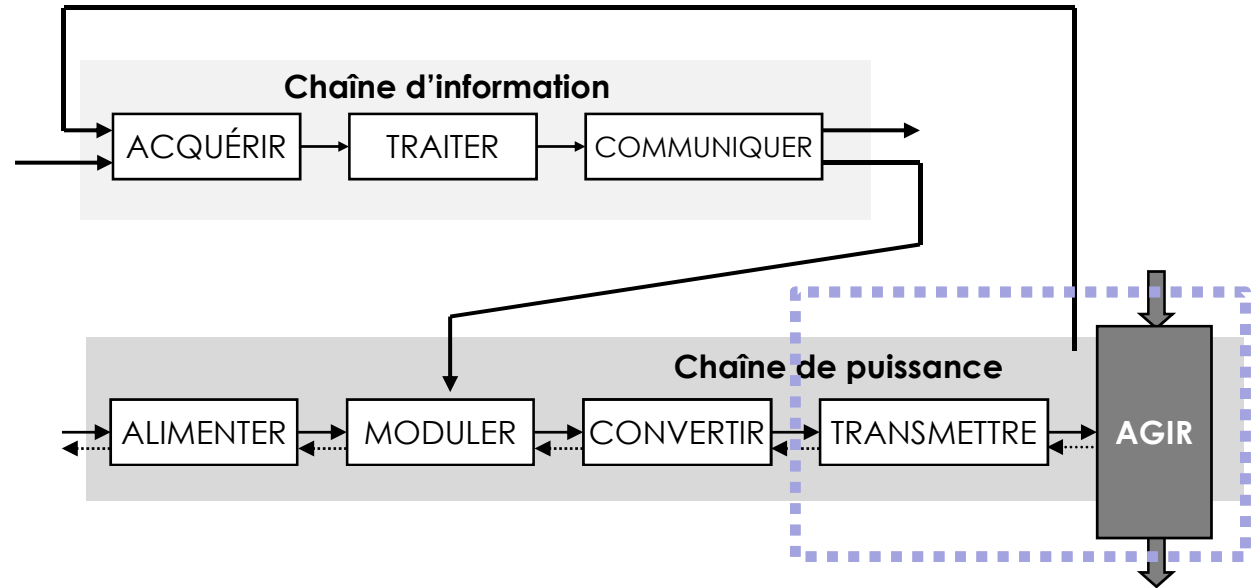 Chaîne d’information
ACQUÉRIR
TRAITER
COMMUNIQUER
Chaîne de puissance
ALIMENTER
MODULER
CONVERTIR
TRANSMETTRE
AGIR